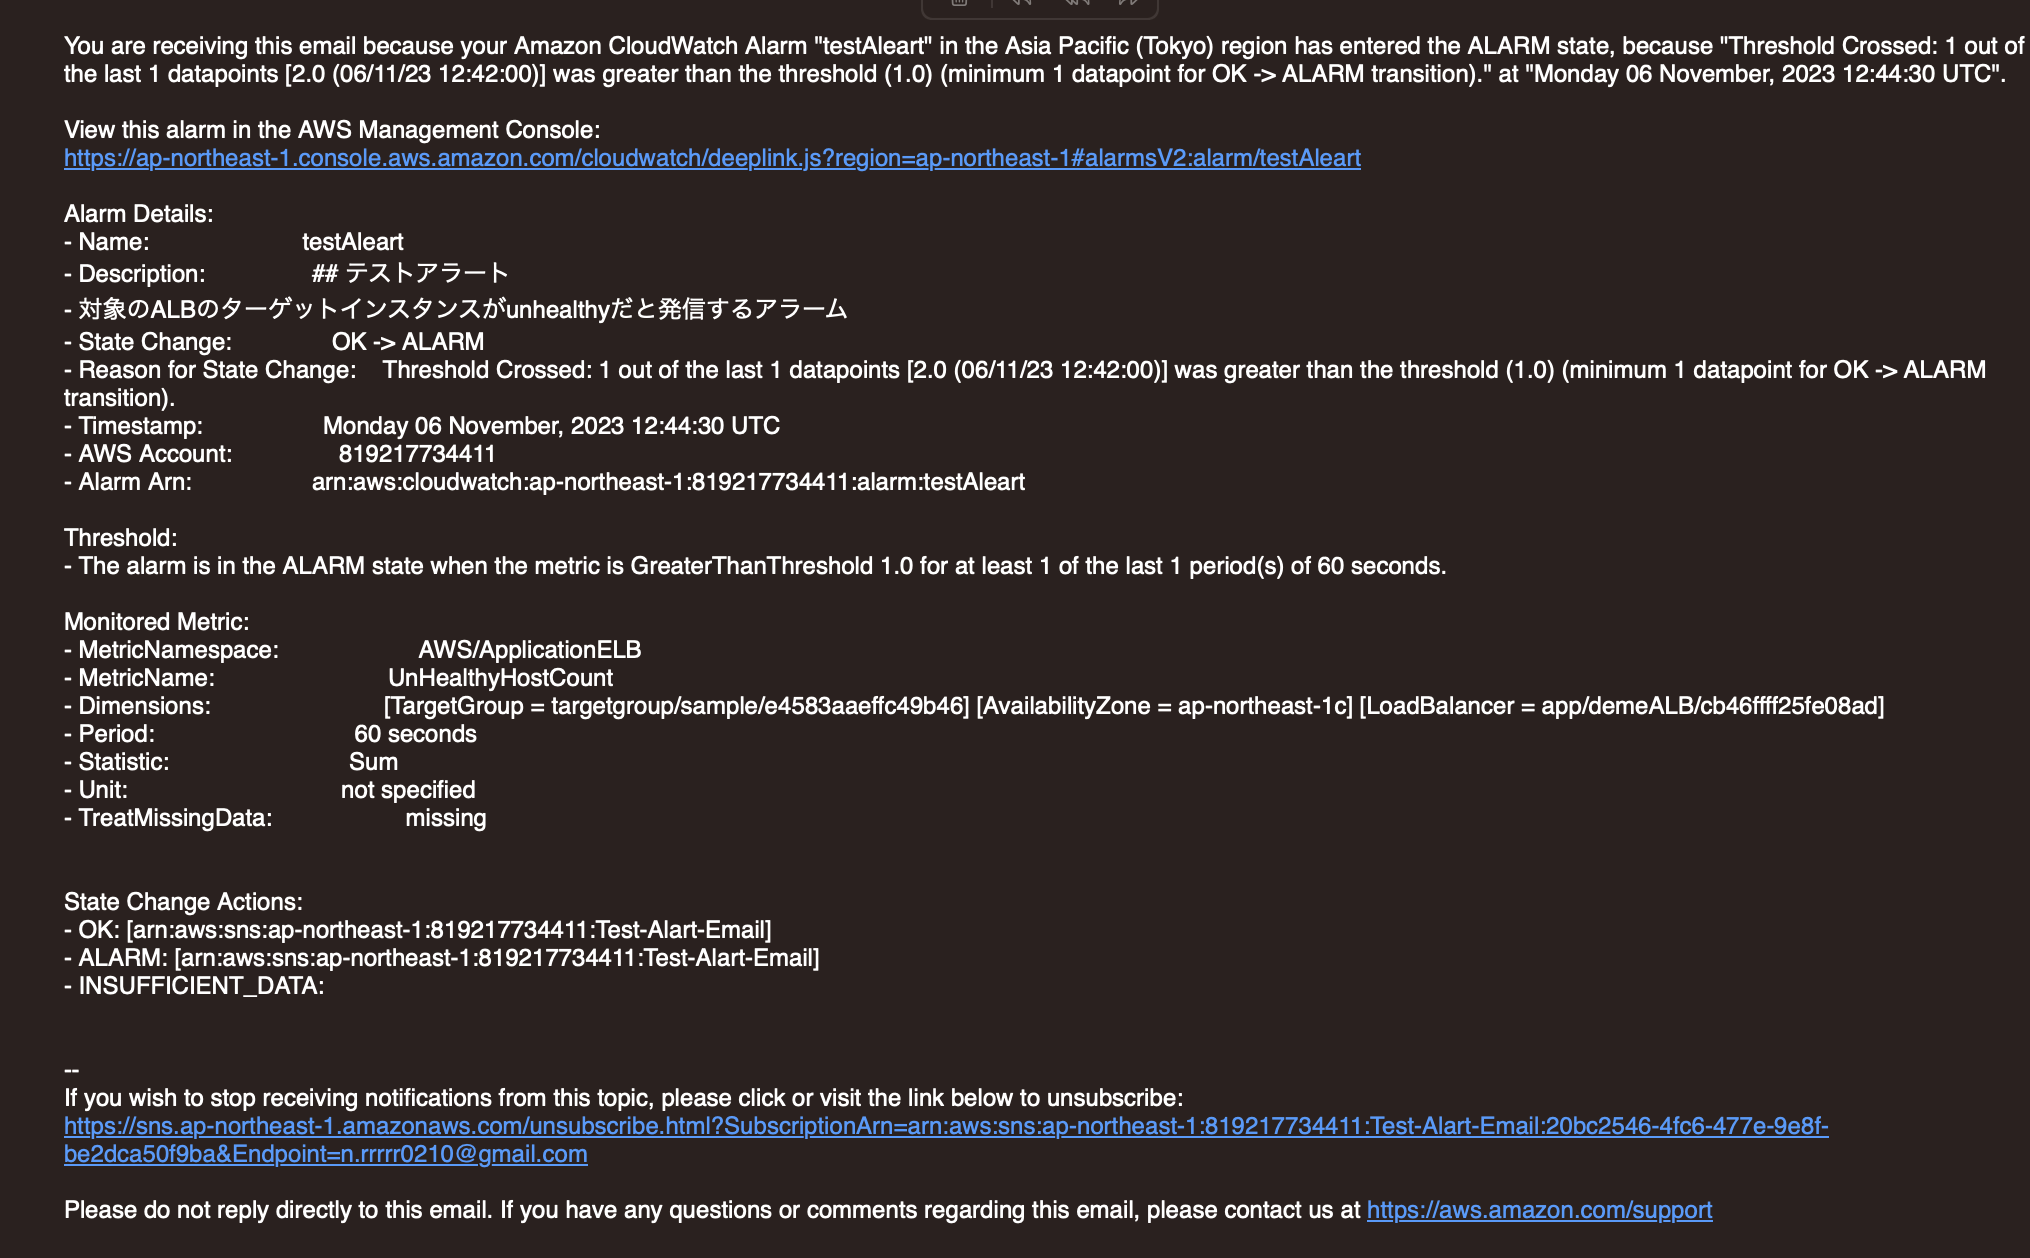 You are receiving this email because your Amazon CloudWatch Alarm "testAleart" in the Asia Pacific (Tokyo) region has entered the ALARM state, because "Threshold Crossed: 1 out of
the last 1 datapoints [2.0 (06/11/23 12:42:00)] was greater than the threshold (1.0) (minimum 1 datapoint for OK -> ALARM transition)." at "Monday 06 November, 2023 12:44:30 UTC".
View this alarm in the AWS Management Console:
https://ap-northeast-1.console.aws.amazon.com/cloudwatch/deeplink.js?region=ap-northeast-1#alarmsV2:alarm/testAleart
Alarm Details:
- Name: testAleart
- Description: ## テストアラート
- 対象のALBのターゲットインスタンスがunhealthyだと発信するアラーム
- State Change: OK -> ALARM
- Reason for State Change: Threshold Crossed: 1 out of the last 1 datapoints [2.0 (06/11/23 12:42:00)] was greater than the threshold (1.0) (minimum 1 datapoint for OK -> ALARM
transition).
- Timestamp: Monday 06 November, 2023 12:44:30 UTC
- AWS Account: 819217734411
- Alarm Arn: arn:aws:cloudwatch:ap-northeast-1:819217734411:alarm:testAleart
Threshold:
- The alarm is in the ALARM state when the metric is GreaterThanThreshold 1.0 for at least 1 of the last 1 period(s) of 60 seconds.
Monitored Metric:
- MetricNamespace: AWS/ApplicationELB
- MetricName: UnHealthyHostCount
- Dimensions: [TargetGroup = targetgroup/sample/e4583aaeffc49b46] [AvailabilityZone = ap-northeast-1c] [LoadBalancer = app/demeALB/cb46ffff25fe08ad]
- Period: 60 seconds
- Statistic: Sum
- Unit: not specified
- TreatMissingData: missing
State Change Actions:
- OK: [arn:aws:sns:ap-northeast-1:819217734411:Test-Alart-Email]
- ALARM: [arn:aws:sns:ap-northeast-1:819217734411:Test-Alart-Email]
- INSUFFICIENT_DATA:
--
If you wish to stop receiving notifications from this topic, please click or visit the link below to unsubscribe:
https://sns.ap-northeast-1.amazonaws.com/unsubscribe.html?SubscriptionArn=arn:aws:sns:ap-northeast-1:819217734411:Test-Alart-Email:20bc2546-4fc6-477e-9e8f-
be2dca50f9ba&Endpoint=n.rrrrr0210@gmail.com
Please do not reply directly to this email. If you have any questions or comments regarding this email, please contact us at https://aws.amazon.com/support